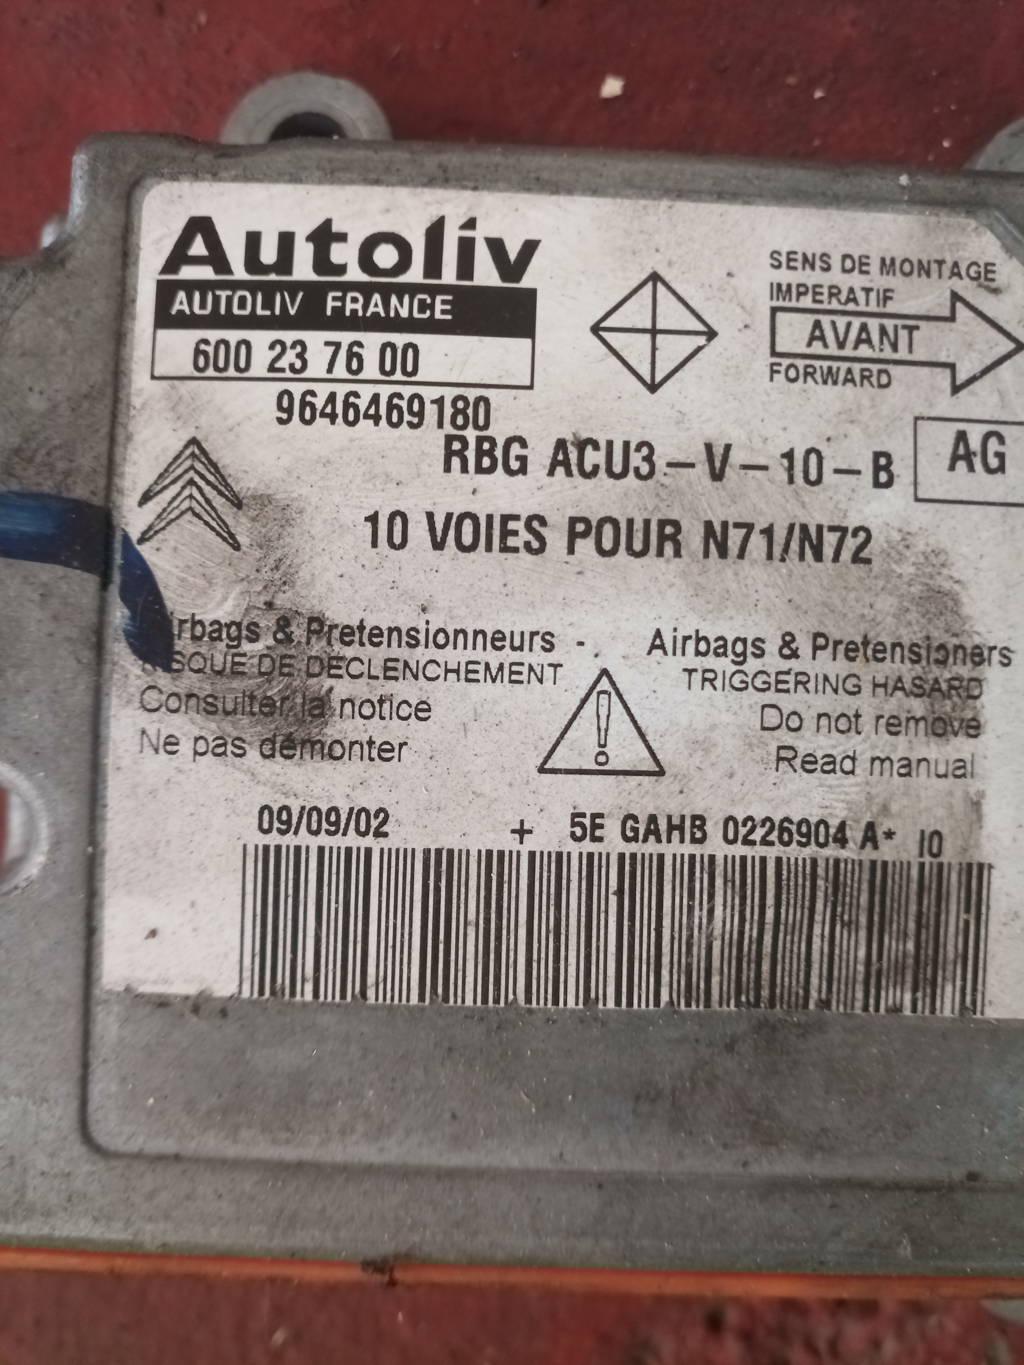 Autoliv
AUTOLIV FRANCE
600 23 76 00
9646469180
SENS DE MONTAGE
IMPERATIF
AVANT
FORWARD
RBG ACU3-V-10-B
AG
10 VOIES POUR N71/N72
Airbags & Pretensionneurs -
RISQUE DE DECLENCHEMENT
Consulter la notice
Ne pas démonter
Airbags & Pretensioners
TRIGGERING HASARD
Do not remove
Read manual
09/09/02 + 5E GAHB 0226904 A* IO